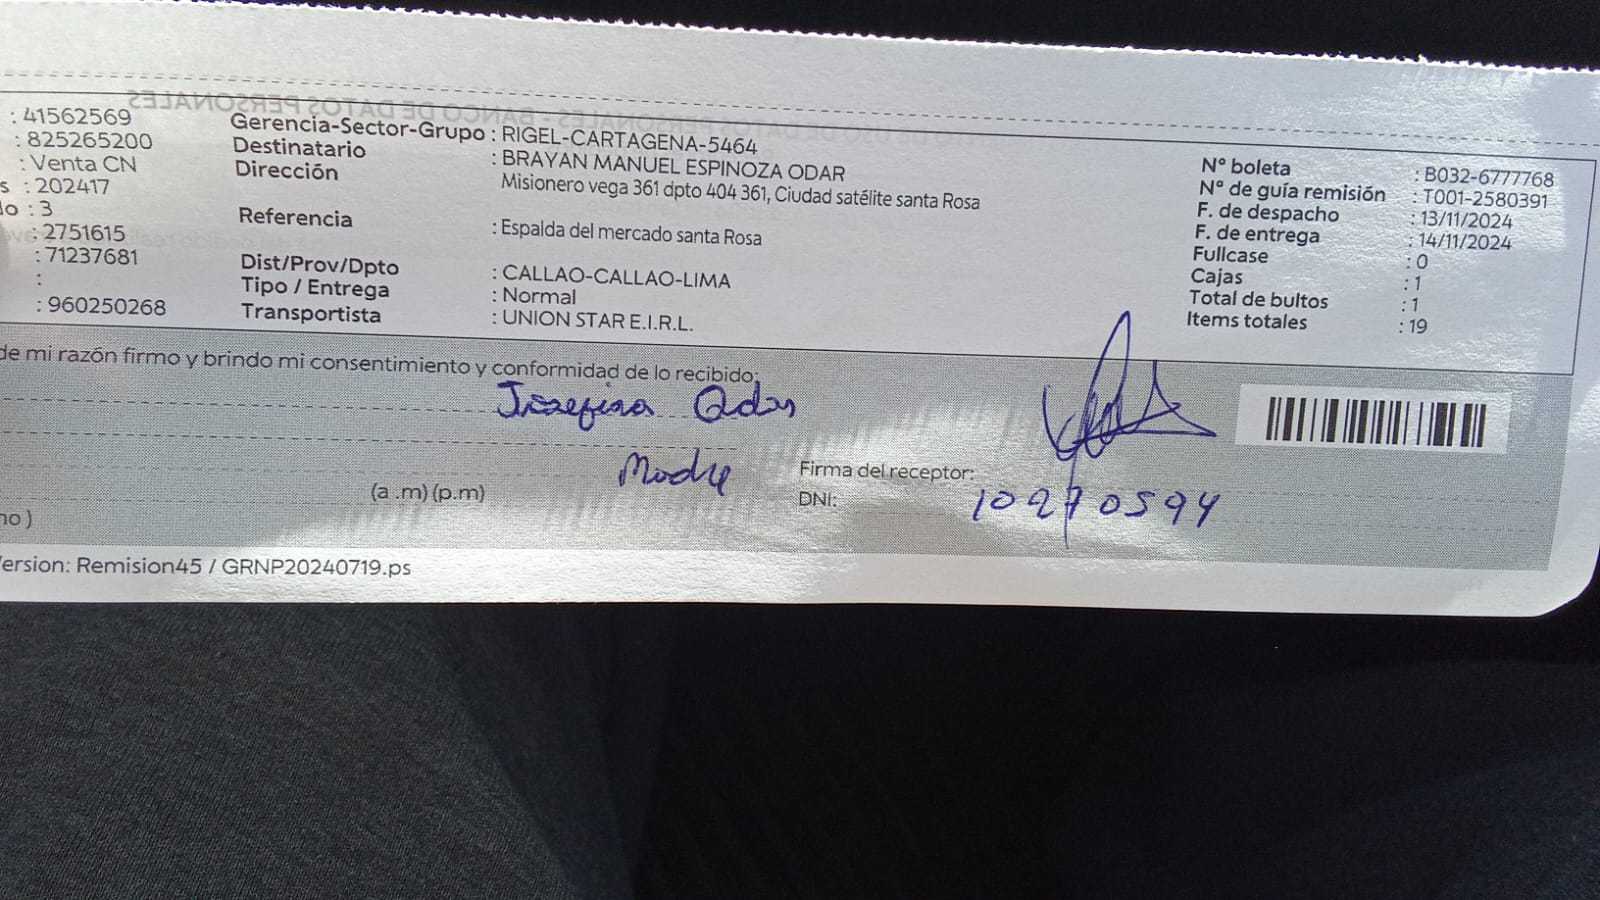 : 41562569
: 825265200
: Venta CN
s : 202417
do : 3
: 2751615
: 71237681
:
: 960250268
Gerencia-Sector-Grupo : RIGEL-CARTAGENA-5464
Destinatario : BRAYAN MANUEL ESPINOZA ODAR
Dirección : Misionero vega 361 dpto 404 361, Ciudad satélite santa Rosa
Referencia : Espalda del mercado santa Rosa
Dist/Prov/Dpto : CALLAO-CALLAO-LIMA
Tipo / Entrega : Normal
Transportista : UNION STAR E.I.R.L.
N° boleta : B032-6777768
N° de guía remisión : T001-2580391
F. de despacho : 13/11/2024
F. de entrega : 14/11/2024
Fullcase : 0
Cajas : 1
Total de bultos : 1
Items totales : 19
de mi razón firmo y brindo mi consentimiento y conformidad de lo recibido:
Josefina Odar
Madre
Firma del receptor:
(a .m) (p.m)
DNI: 10270594
no )
Version: Remision45 / GRNP20240719.ps